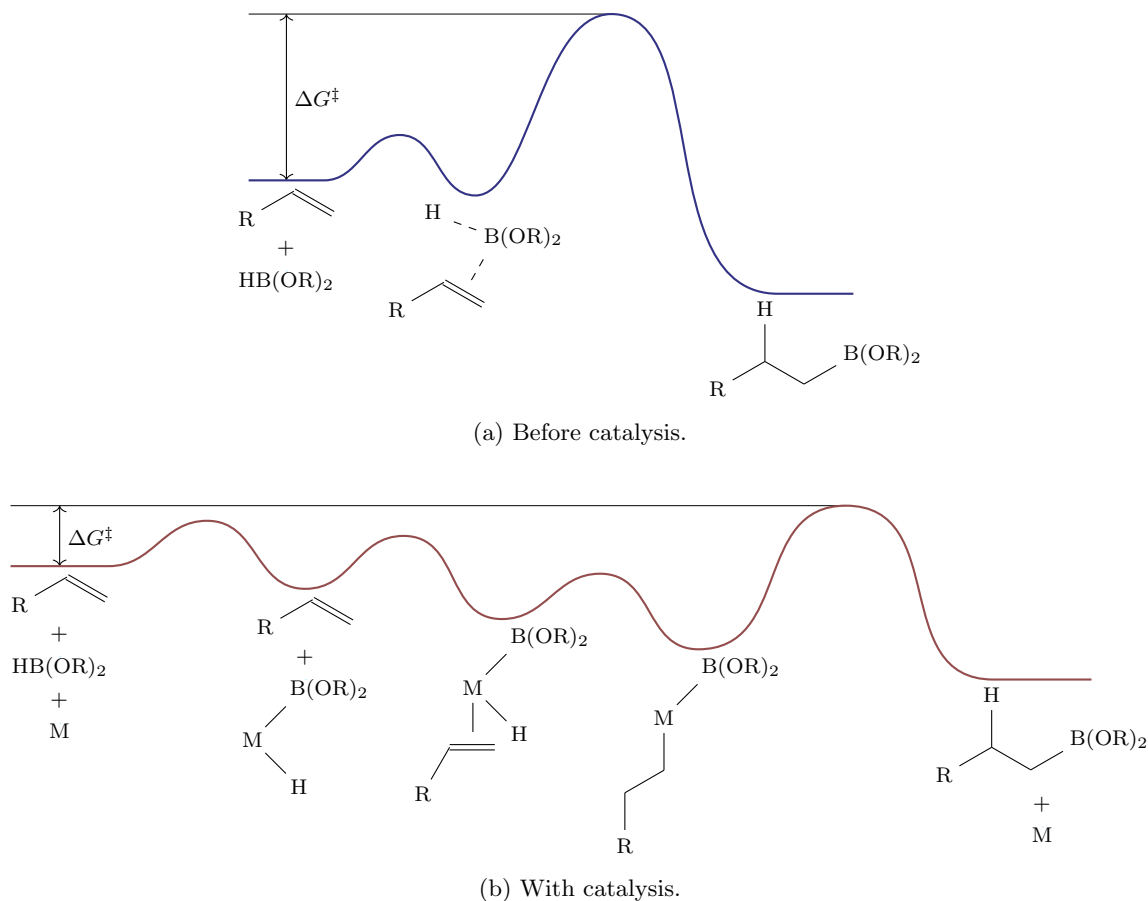 ΔG‡
R
+
HB(OR)₂
H
B(OR)₂
R
H
B(OR)₂
R
(a) Before catalysis.
ΔG‡
R
+
HB(OR)₂
+
M
R
+
B(OR)₂
M
H
B(OR)₂
M
H
R
B(OR)₂
M
R
H
B(OR)₂
R
+
M
(b) With catalysis.